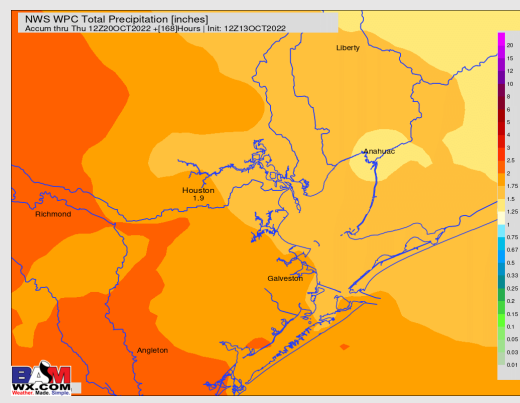 NWS WPC Total Precipitation [inches]
Accum thru Thu 12Z20OCT2022 +[168]Hours | Init: 12Z13OCT2022
Liberty
Anahuac
Houston
1.9
Richmond
Galveston
Angleton
20
15
12
10
8
6
5
4
3
2.5
2
1.75
1.5
1.25
1
0.75
0.67
0.5
0.33
0.25
0.2
0.15
0.1
0.05
0.03
0.01
BAM
WX.COM
Weather. Made. Simple.